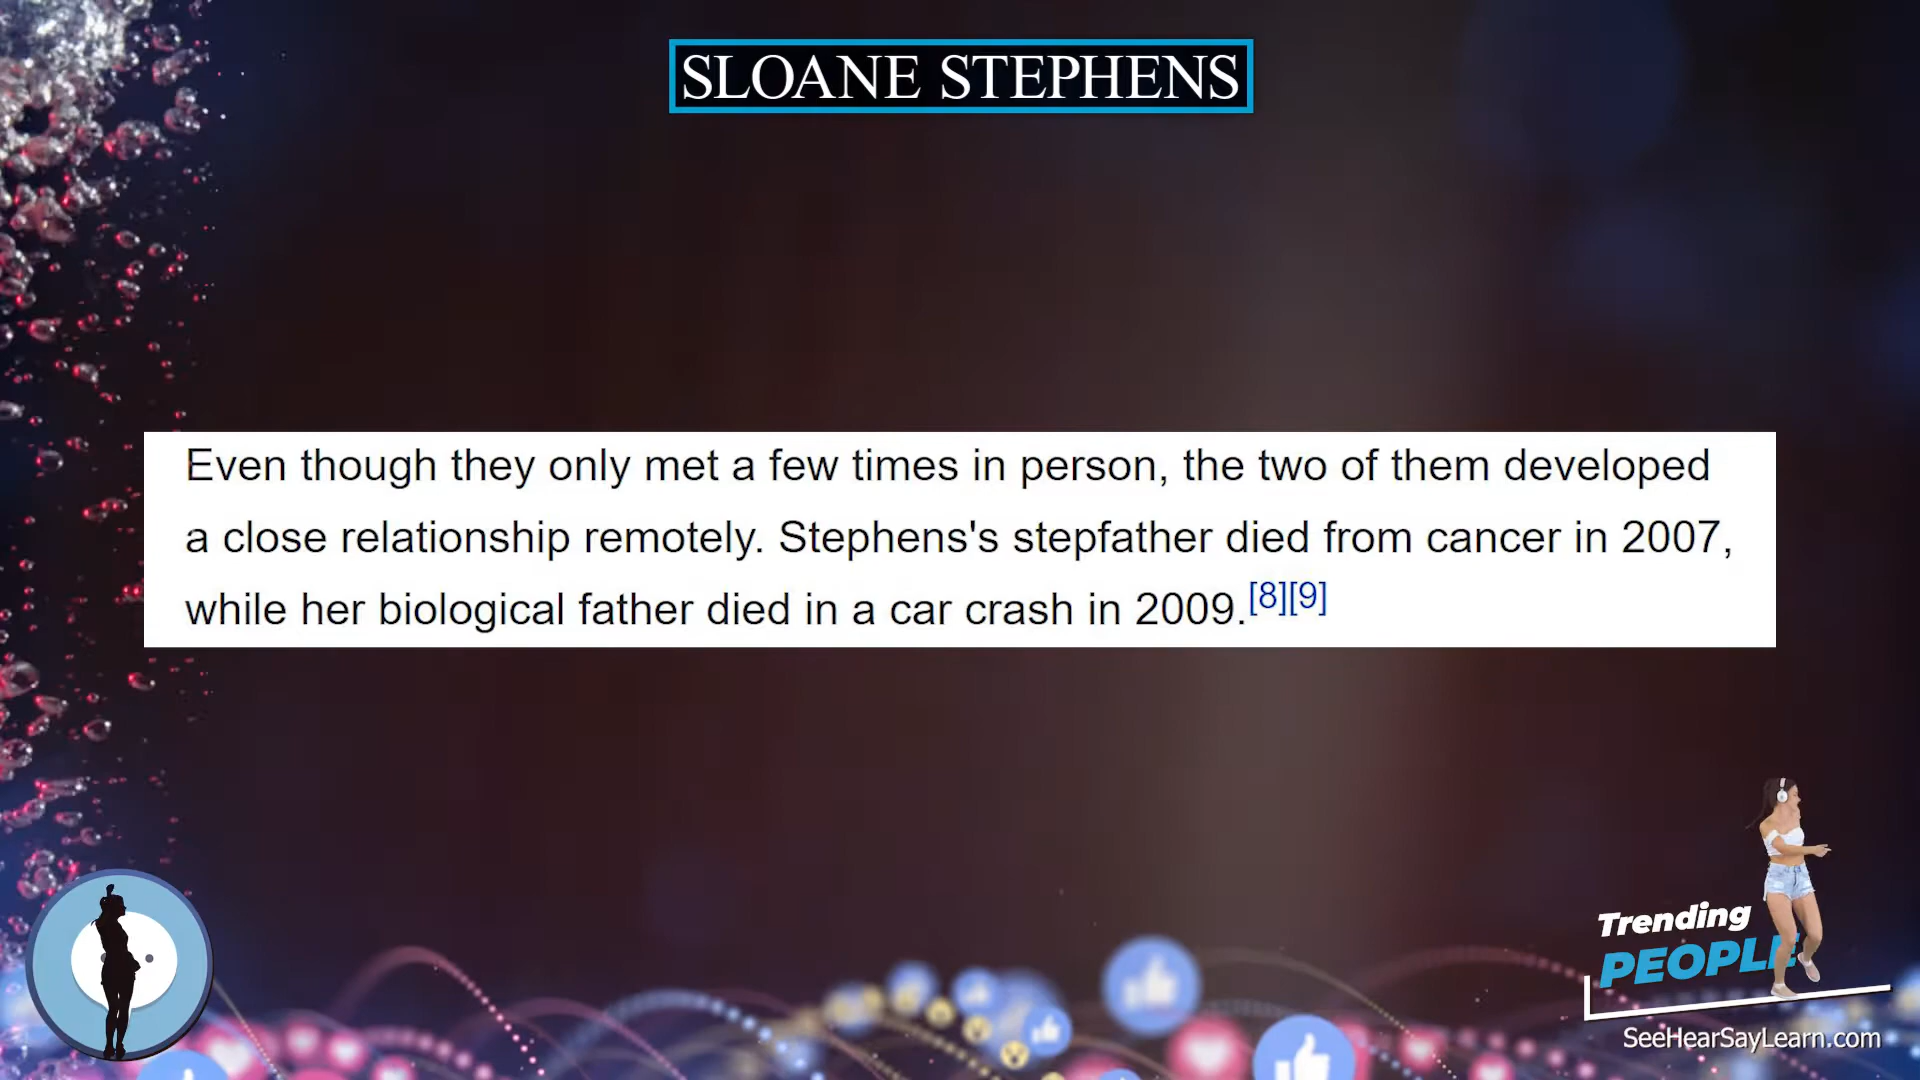 SLOANE STEPHENS
Even though they only met a few times in person, the two of them developed
a close relationship remotely. Stephens's stepfather died from cancer in 2007,
while her biological father died in a car crash in 2009.[8][9]
Trending
PEOPLE
SeeHearSayLearn.com